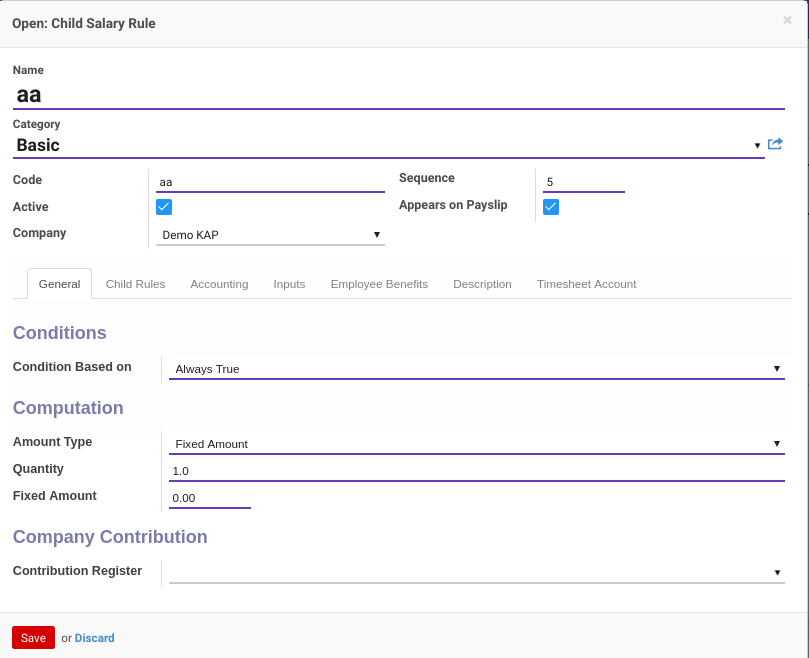 Open: Child Salary Rule ×
Name
aa
Category
Basic
Code aa Sequence 5
Active Appears on Payslip
Company Demo KAP
General Child Rules Accounting Inputs Employee Benefits Description Timesheet Account
Conditions
Condition Based on Always True
Computation
Amount Type Fixed Amount
Quantity 1.0
Fixed Amount 0.00
Company Contribution
Contribution Register
Save or Discard